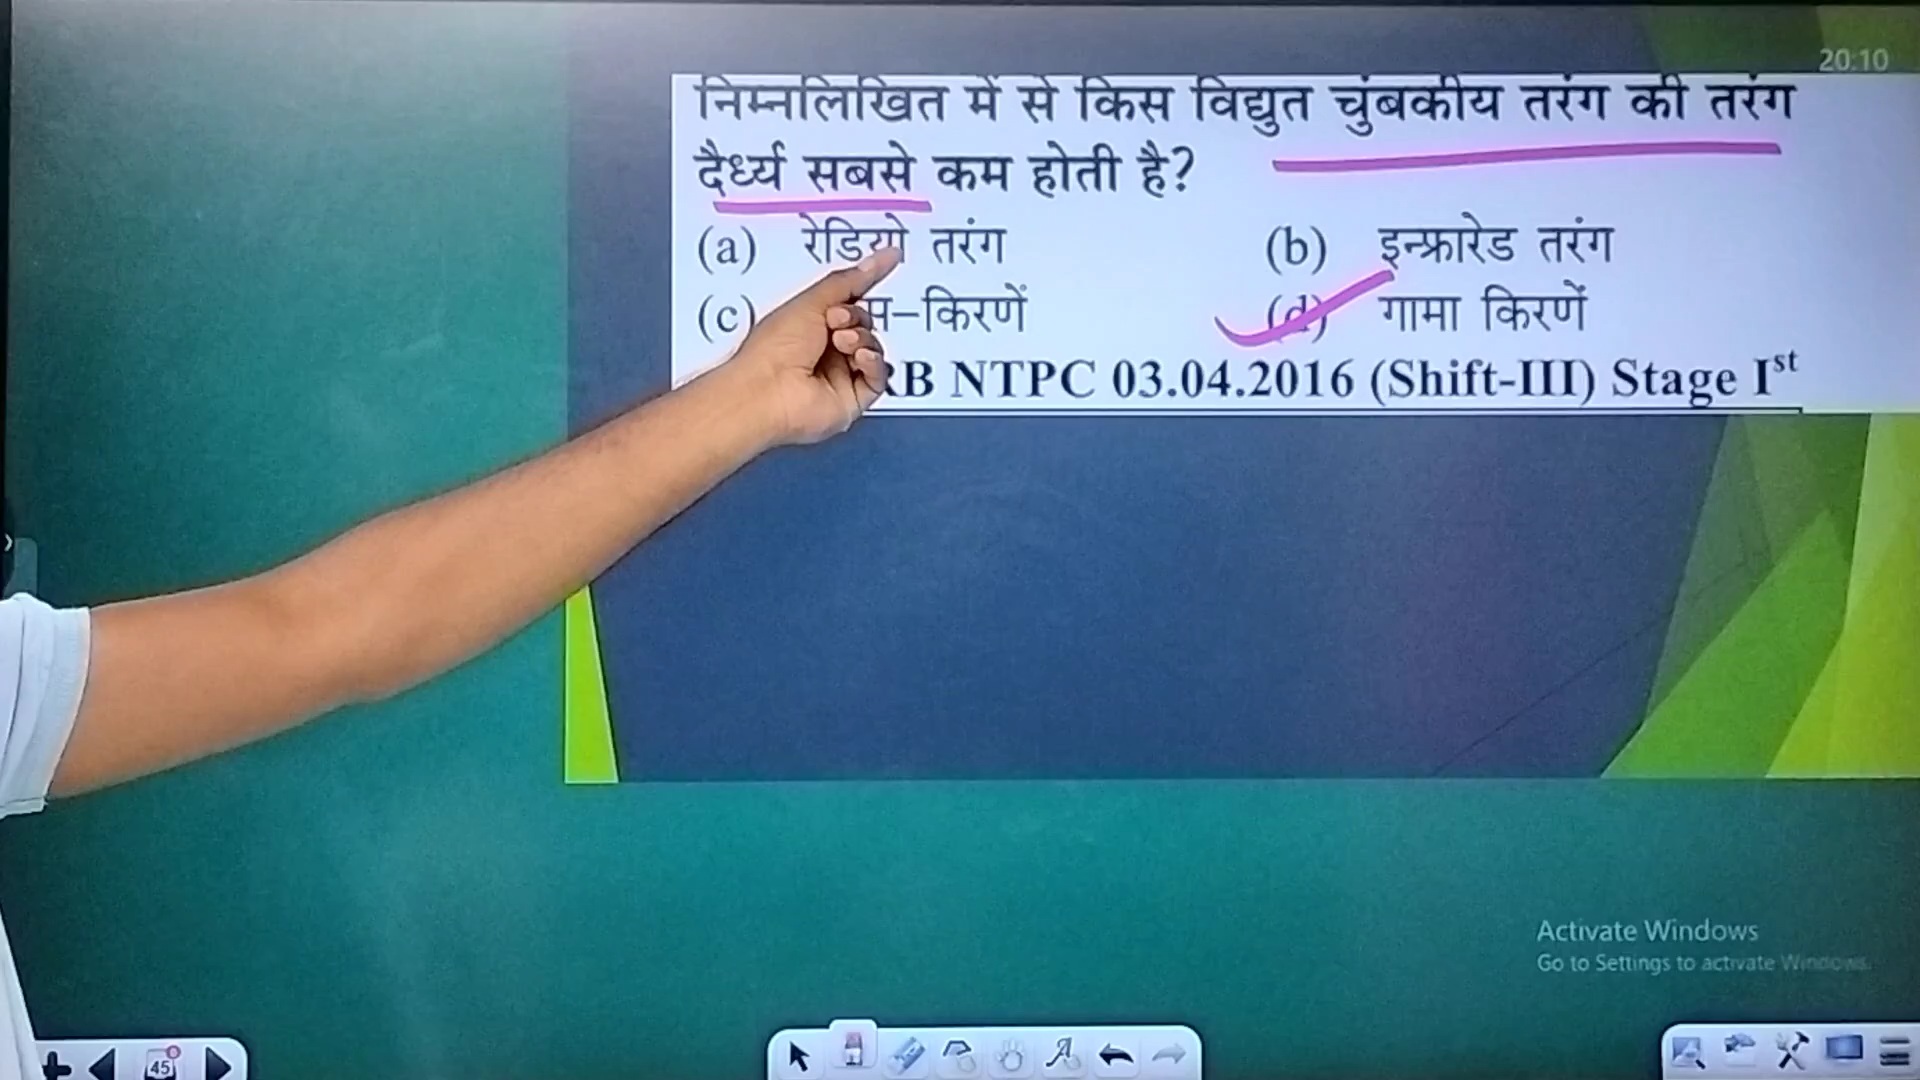 20:10
निम्नलिखित में से किस विद्युत चुंबकीय तरंग की तरंग
दैर्ध्य सबसे कम होती है?
(a) रेडियो तरंग (b) इन्फ्रारेड तरंग
(c) किरणें (d) गामा किरणें
NTPC 03.04.2016 (Shift-III) Stage Ist
Activate Windows
Go to Settings to activate Windows.
45